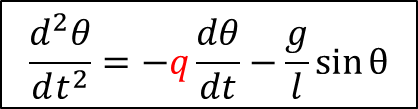 d²θ/dt² = −q dθ/dt − g/l sin θ